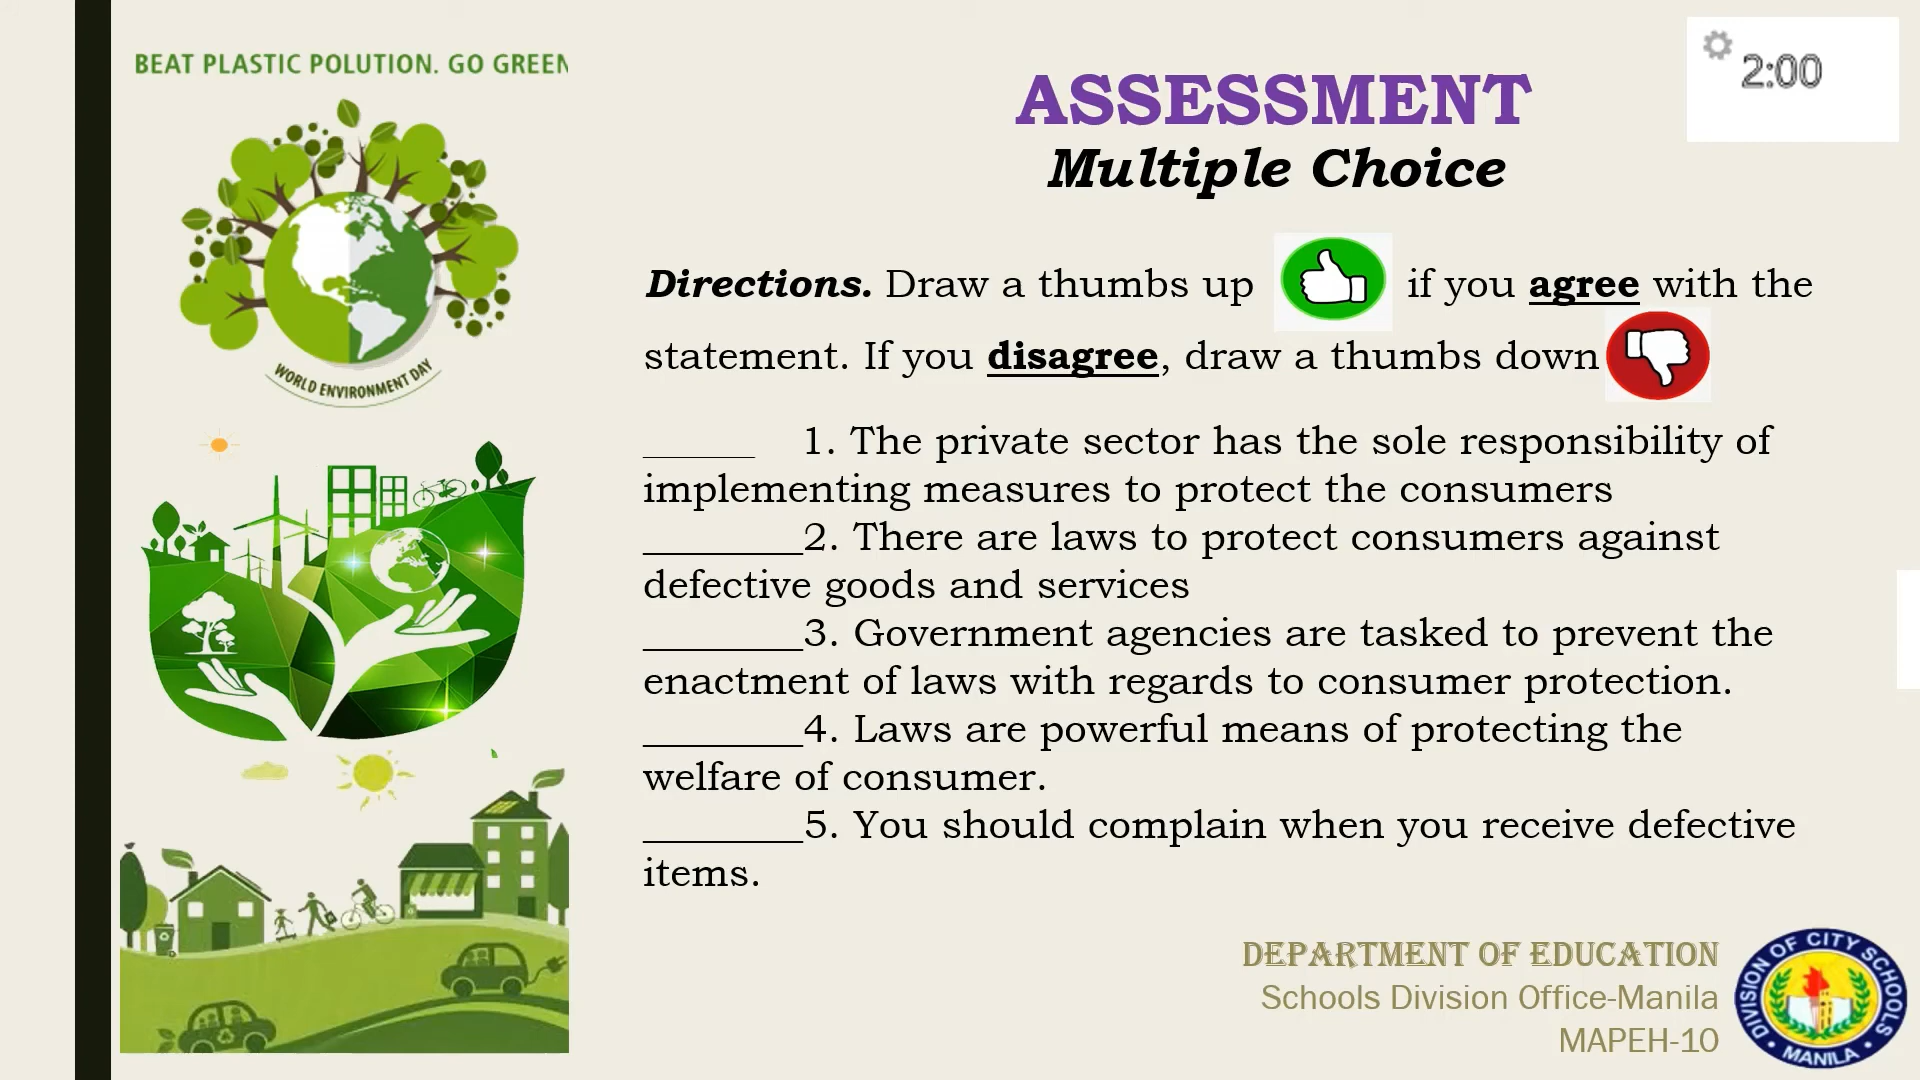 BEAT PLASTIC POLUTION. GO GREEN
WORLD ENVIRONMENT DAY
2:00
ASSESSMENT
Multiple Choice
Directions. Draw a thumbs up if you agree with the
statement. If you disagree, draw a thumbs down
______ 1. The private sector has the sole responsibility of
implementing measures to protect the consumers
________2. There are laws to protect consumers against
defective goods and services
________3. Government agencies are tasked to prevent the
enactment of laws with regards to consumer protection.
________4. Laws are powerful means of protecting the
welfare of consumer.
________5. You should complain when you receive defective
items.
DEPARTMENT OF EDUCATION
Schools Division Office-Manila
MAPEH-10
DIVISION OF CITY SCHOOLS
• MANILA •